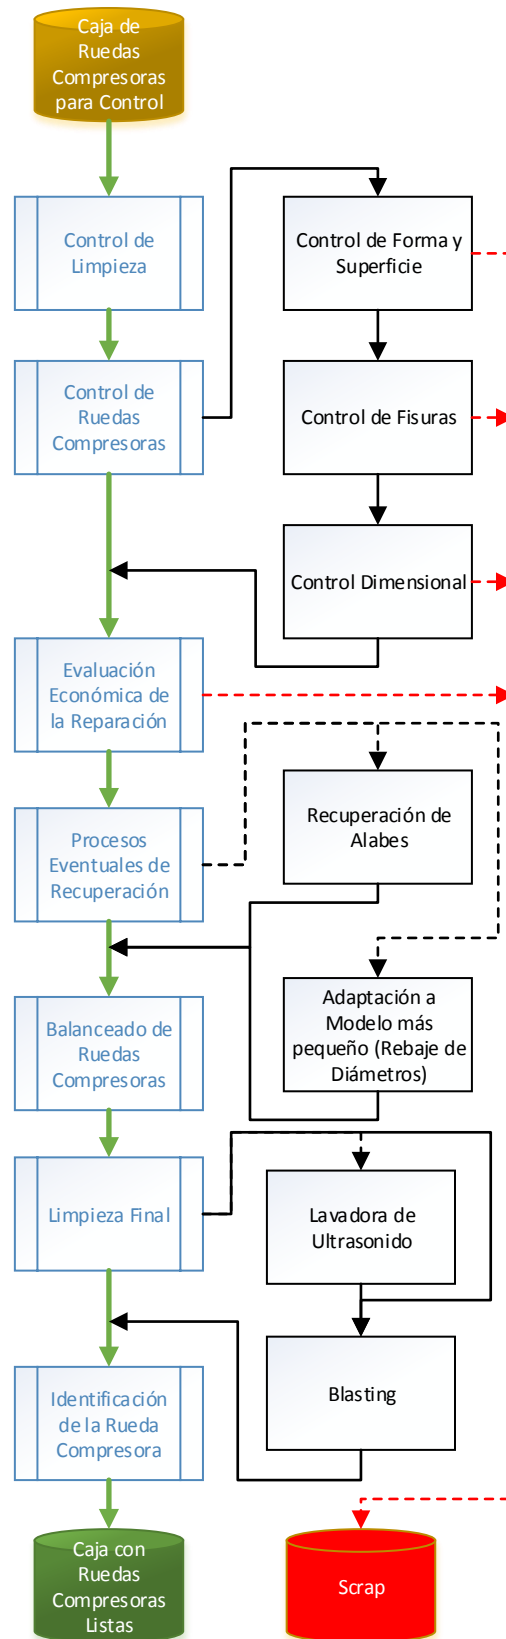 Caja de
Ruedas
Compresoras
para Control
Control de
Limpieza
Control de Forma y
Superficie
Control de
Ruedas
Compresoras
Control de Fisuras
Control Dimensional
Evaluación
Económica de
la Reparación
Procesos
Eventuales de
Recuperación
Recuperación de
Alabes
Balanceado de
Ruedas
Compresoras
Adaptación a
Modelo más
pequeño (Rebaje de
Diámetros)
Limpieza Final
Lavadora de
Ultrasonido
Identificación
de la Rueda
Compresora
Blasting
Caja con
Ruedas
Compresoras
Listas
Scrap